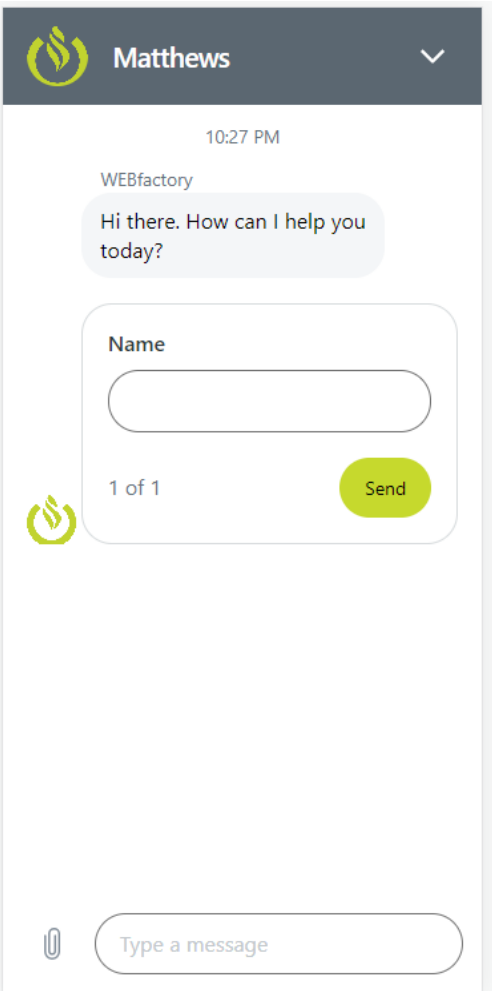 Matthews
10:27 PM
WEBfactory
Hi there. How can I help you
today?
Name
1 of 1
Send
Type a message